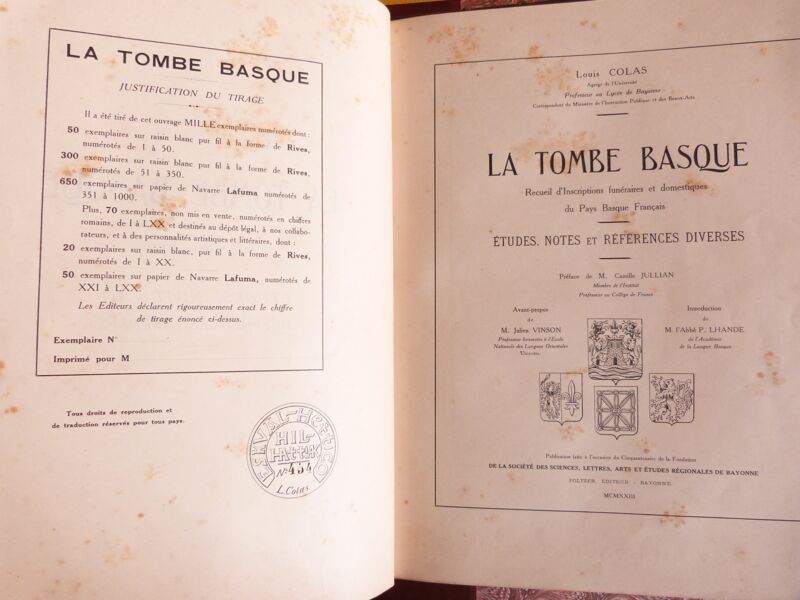 LA TOMBE BASQUE
JUSTIFICATION DU TIRAGE
Il a été tiré de cet ouvrage MILLE exemplaires numérotés dont :
50 exemplaires sur raisin blanc pur fil à la forme de Rives,
numérotés de 1 à 50.
300 exemplaires sur raisin blanc pur fil à la forme de Rives,
numérotés de 51 à 350.
650 exemplaires sur papier de Navarre Lafuma numérotés de
351 à 1000.
Plus, 70 exemplaires, non mis en vente, numérotés en chiffres
romains, de I à LXX et destinés au dépôt légal, à nos collabo-
rateurs, et à des personnalités artistiques et littéraires, dont :
20 exemplaires sur raisin blanc, pur fil à la forme de Rives,
numérotés de I à XX.
50 exemplaires sur papier de Navarre Lafuma, numérotés de
XXI à LXX.
Les Editeurs déclarent rigoureusement exact le chiffre
de tirage énoncé ci-dessus.
Exemplaire N°
Imprimé pour M
Tous droits de reproduction et
de traduction réservés pour tous pays.
HIL
HARRIAK
N° 434
L. Colas
Louis COLAS
Agrégé de l'Université
Professeur au Lycée de Bayonne
Correspondant du Ministère de l'Instruction Publique et des Beaux-Arts
LA TOMBE BASQUE
Recueil d'Inscriptions funéraires et domestiques
du Pays Basque Français
ÉTUDES, NOTES ET RÉFÉRENCES DIVERSES
Préface de M. Camille JULLIAN
Membre de l'Institut
Professeur au Collège de France
Avant-propos
de
M. Julien VINSON
Professeur honoraire à l'Ecole
Nationale des Langues Orientales
Vivantes.
Introduction
de
M. l'Abbé P. LHANDE
de l'Académie
de la Langue Basque
Publication faite à l'occasion du Cinquantenaire de la Fondation
DE LA SOCIÉTÉ DES SCIENCES, LETTRES, ARTS ET ÉTUDES RÉGIONALES DE BAYONNE
FOLTZER, ÉDITEUR - BAYONNE
MCMXXIII